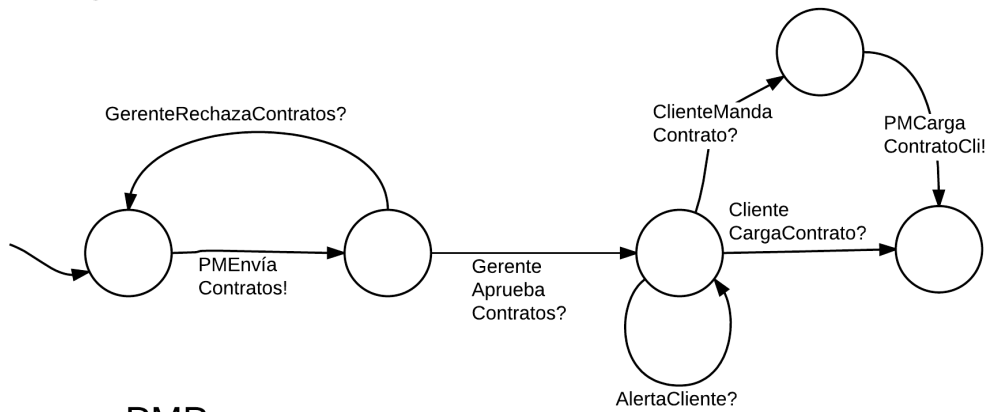 GerenteRechazaContratos?
PMEnvía
Contratos!
Gerente
Aprueba
Contratos?
ClienteManda
Contrato?
PMCarga
ContratoCli!
Cliente
CargaContrato?
AlertaCliente?